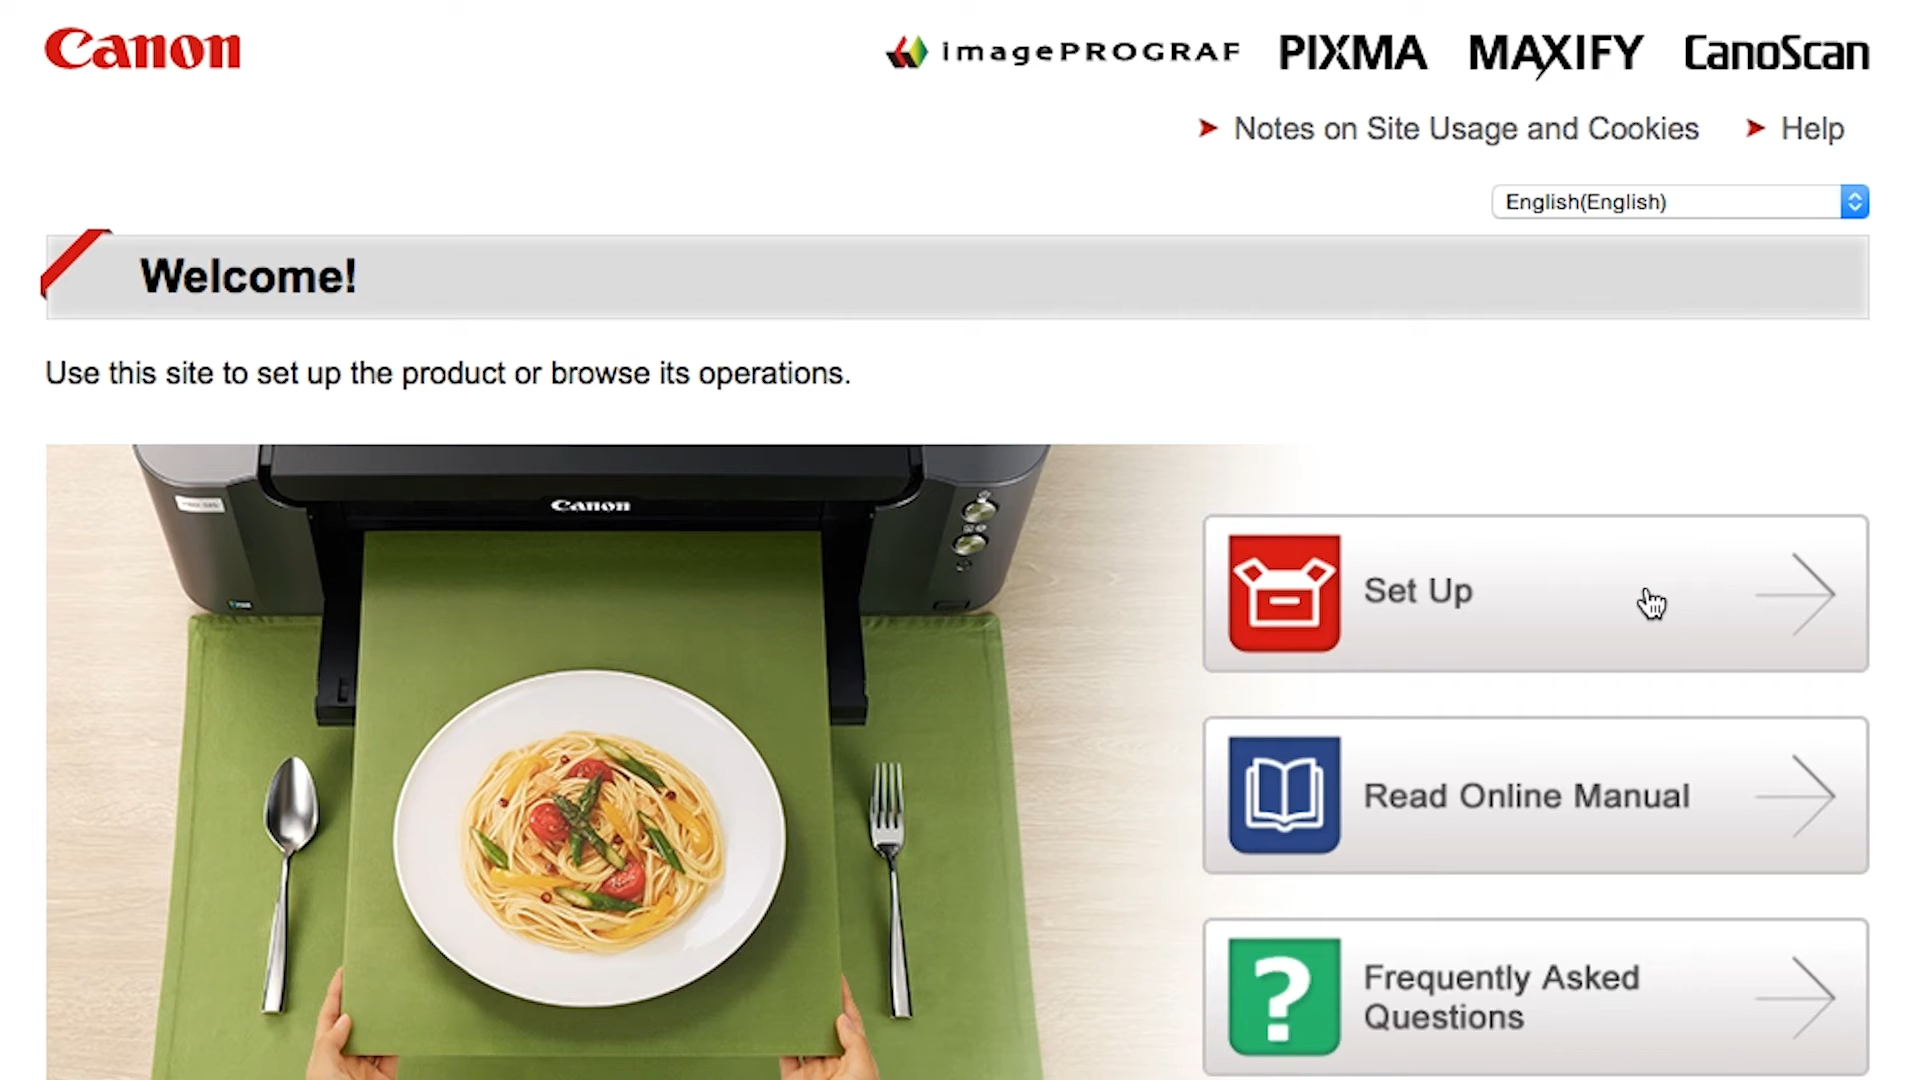 Canon
imagePROGRAF PIXMA MAXIFY CanoScan
Notes on Site Usage and Cookies Help
English(English)
Welcome!
Use this site to set up the product or browse its operations.
Canon
Set Up
Read Online Manual
Frequently Asked
Questions